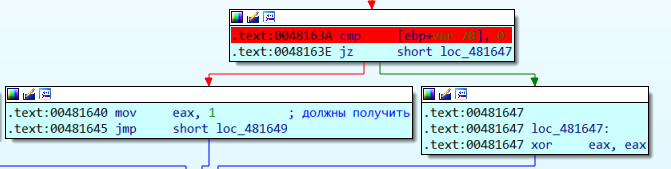 .text:0048163A cmp [ebp+var_78], 0
.text:0048163E jz short loc_481647
.text:00481640 mov eax, 1 ; должны получить
.text:00481645 jmp short loc_481649
.text:00481647
.text:00481647 loc_481647:
.text:00481647 xor eax, eax